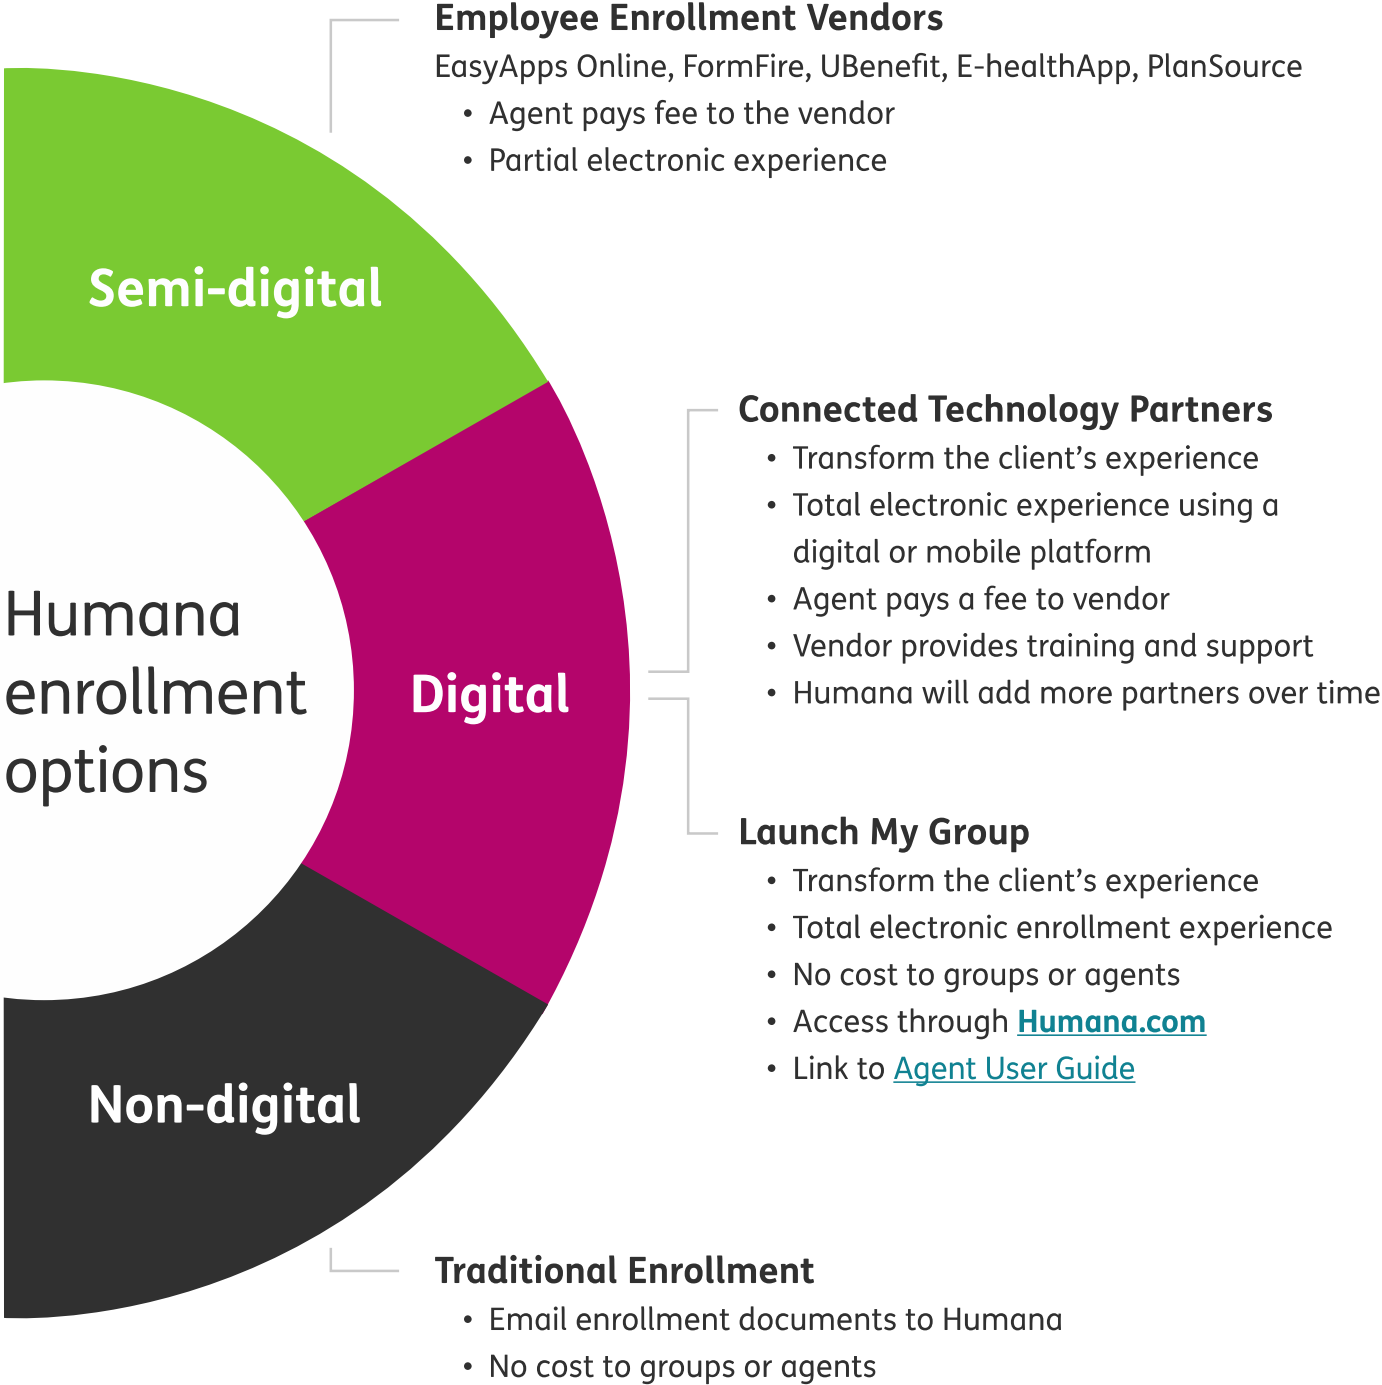 Employee Enrollment Vendors
EasyApps Online, FormFire, UBenefit, E-healthApp, PlanSource
• Agent pays fee to the vendor
• Partial electronic experience
Semi-digital
Connected Technology Partners
• Transform the client’s experience
• Total electronic experience using a
digital or mobile platform
• Agent pays a fee to vendor
• Vendor provides training and support
• Humana will add more partners over time
Humana
enrollment
options
Digital
Launch My Group
• Transform the client’s experience
• Total electronic enrollment experience
• No cost to groups or agents
• Access through Humana.com
• Link to Agent User Guide
Non-digital
Traditional Enrollment
• Email enrollment documents to Humana
• No cost to groups or agents